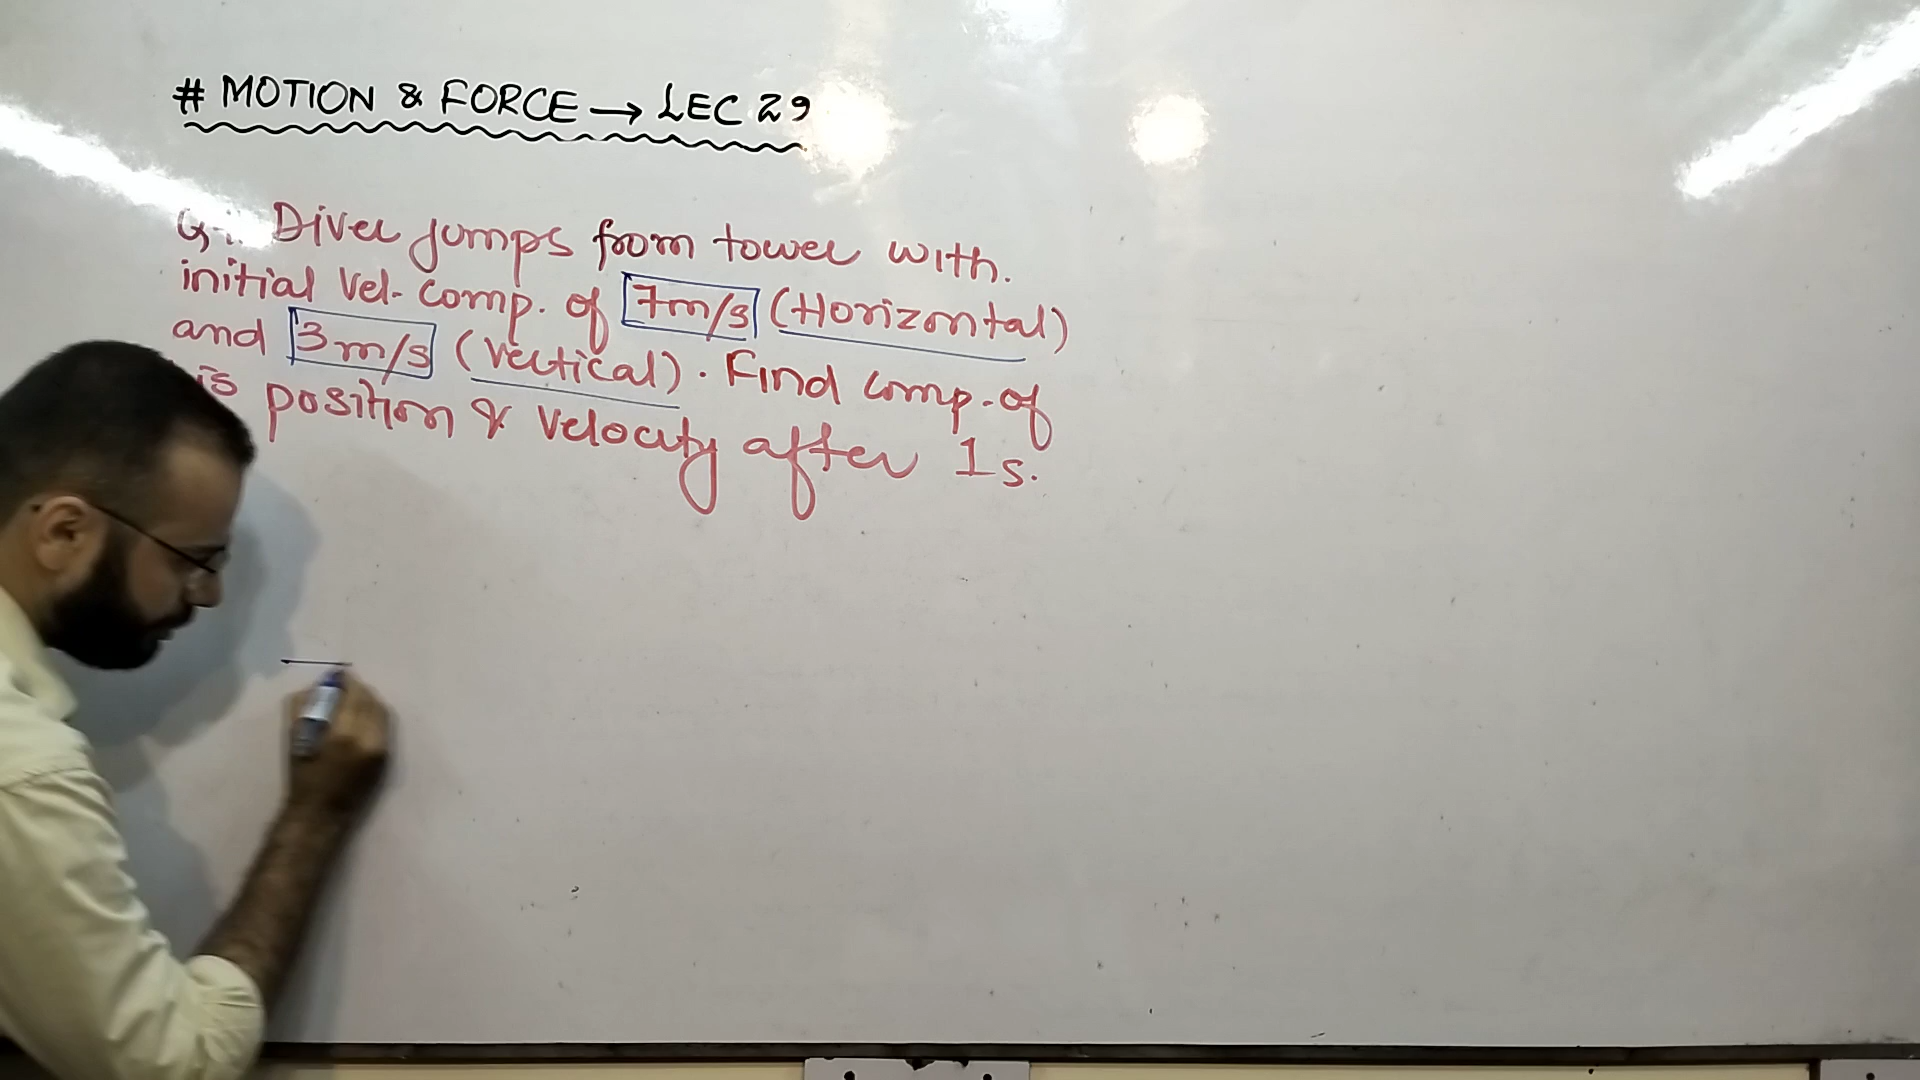 # MOTION & FORCE → LEC 29
Diver jumps from tower with.
initial Vel- comp. of 7m/s (Horizontal)
and 3m/s (Vertical). Find comp. of
is position & Velocity after 1s.